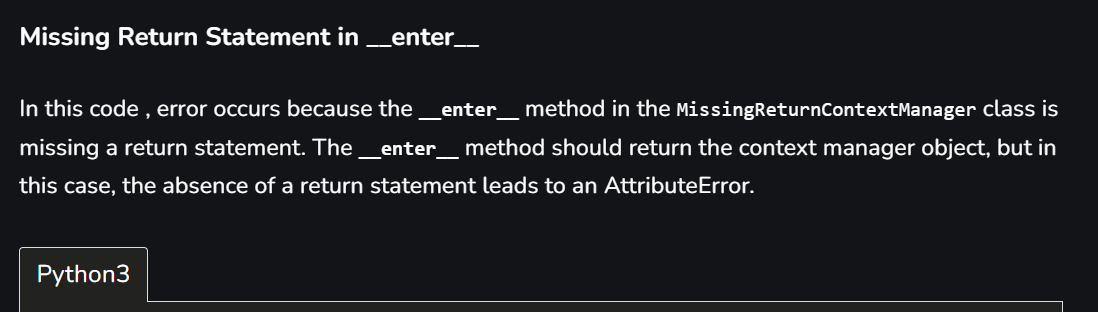 Missing Return Statement in __enter__
In this code , error occurs because the __enter__ method in the MissingReturnContextManager class is
missing a return statement. The __enter__ method should return the context manager object, but in
this case, the absence of a return statement leads to an AttributeError.
Python3